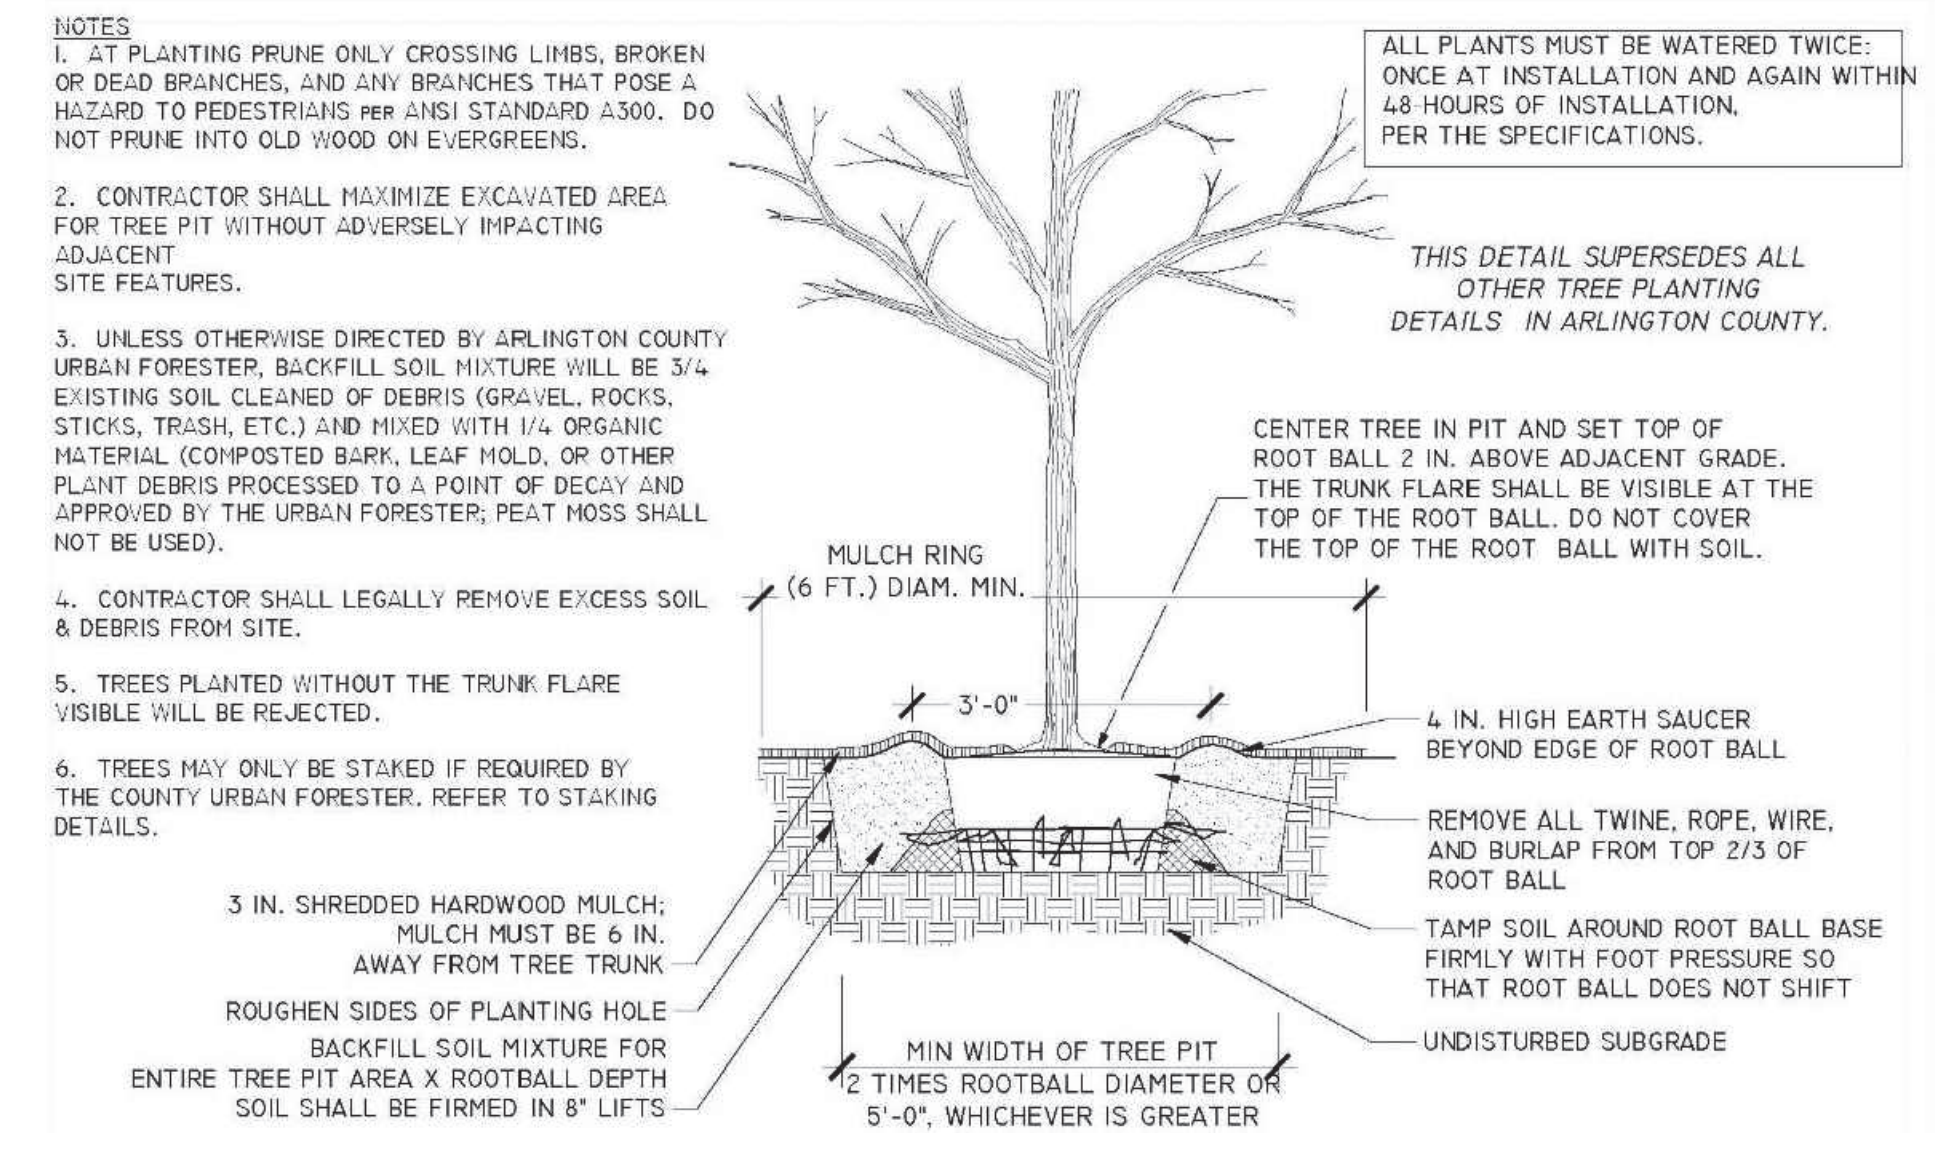 NOTES
1. AT PLANTING PRUNE ONLY CROSSING LIMBS, BROKEN
OR DEAD BRANCHES, AND ANY BRANCHES THAT POSE A
HAZARD TO PEDESTRIANS PER ANSI STANDARD A300. DO
NOT PRUNE INTO OLD WOOD ON EVERGREENS.
2. CONTRACTOR SHALL MAXIMIZE EXCAVATED AREA
FOR TREE PIT WITHOUT ADVERSELY IMPACTING
ADJACENT
SITE FEATURES.
3. UNLESS OTHERWISE DIRECTED BY ARLINGTON COUNTY
URBAN FORESTER, BACKFILL SOIL MIXTURE WILL BE 3/4
EXISTING SOIL CLEANED OF DEBRIS (GRAVEL, ROCKS,
STICKS, TRASH, ETC.) AND MIXED WITH 1/4 ORGANIC
MATERIAL (COMPOSTED BARK, LEAF MOLD, OR OTHER
PLANT DEBRIS PROCESSED TO A POINT OF DECAY AND
APPROVED BY THE URBAN FORESTER; PEAT MOSS SHALL
NOT BE USED).
4. CONTRACTOR SHALL LEGALLY REMOVE EXCESS SOIL
& DEBRIS FROM SITE.
5. TREES PLANTED WITHOUT THE TRUNK FLARE
VISIBLE WILL BE REJECTED.
6. TREES MAY ONLY BE STAKED IF REQUIRED BY
THE COUNTY URBAN FORESTER. REFER TO STAKING
DETAILS.
ALL PLANTS MUST BE WATERED TWICE:
ONCE AT INSTALLATION AND AGAIN WITHIN
48-HOURS OF INSTALLATION,
PER THE SPECIFICATIONS.
THIS DETAIL SUPERSEDES ALL
OTHER TREE PLANTING
DETAILS IN ARLINGTON COUNTY.
CENTER TREE IN PIT AND SET TOP OF
ROOT BALL 2 IN. ABOVE ADJACENT GRADE.
THE TRUNK FLARE SHALL BE VISIBLE AT THE
TOP OF THE ROOT BALL. DO NOT COVER
THE TOP OF THE ROOT BALL WITH SOIL.
MULCH RING
(6 FT.) DIAM. MIN.
3'-0"
4 IN. HIGH EARTH SAUCER
BEYOND EDGE OF ROOT BALL
REMOVE ALL TWINE, ROPE, WIRE,
AND BURLAP FROM TOP 2/3 OF
ROOT BALL
TAMP SOIL AROUND ROOT BALL BASE
FIRMLY WITH FOOT PRESSURE SO
THAT ROOT BALL DOES NOT SHIFT
UNDISTURBED SUBGRADE
3 IN. SHREDDED HARDWOOD MULCH;
MULCH MUST BE 6 IN.
AWAY FROM TREE TRUNK
ROUGHEN SIDES OF PLANTING HOLE
BACKFILL SOIL MIXTURE FOR
ENTIRE TREE PIT AREA X ROOTBALL DEPTH
SOIL SHALL BE FIRMED IN 8" LIFTS
MIN WIDTH OF TREE PIT
2 TIMES ROOTBALL DIAMETER OR
5'-0", WHICHEVER IS GREATER